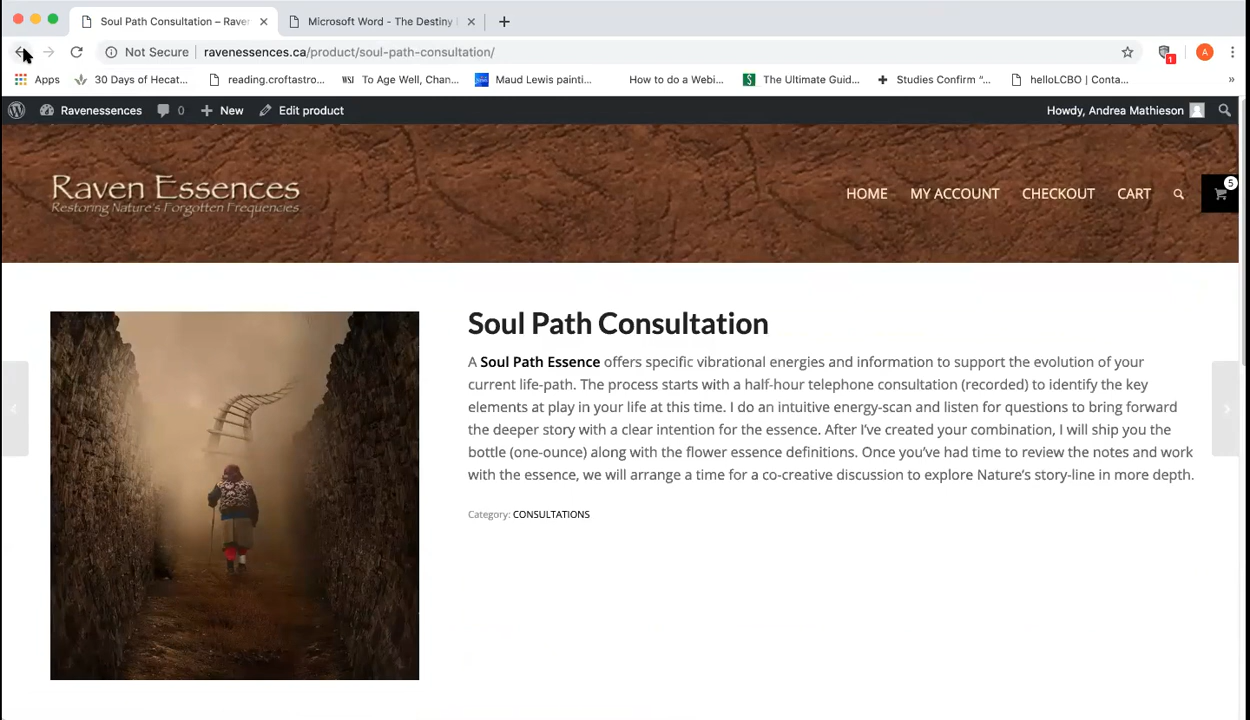 Soul Path Consultation – Raven
Microsoft Word - The Destiny
Not Secure ravenessences.ca/product/soul-path-consultation/
A
1
Apps 30 Days of Hecat... reading.croftastro... WSJ To Age Well, Chan... Maud Lewis painti... How to do a Webi... S The Ultimate Guid... Studies Confirm “... helloLCBO | Conta... »
Ravenessences 0 New Edit product Howdy, Andrea Mathieson
Raven Essences
Restoring Nature's Forgotten Frequencies
HOME MY ACCOUNT CHECKOUT CART 5
Soul Path Consultation
A Soul Path Essence offers specific vibrational energies and information to support the evolution of your
current life-path. The process starts with a half-hour telephone consultation (recorded) to identify the key
elements at play in your life at this time. I do an intuitive energy-scan and listen for questions to bring forward
the deeper story with a clear intention for the essence. After I’ve created your combination, I will ship you the
bottle (one-ounce) along with the flower essence definitions. Once you’ve had time to review the notes and work
with the essence, we will arrange a time for a co-creative discussion to explore Nature’s story-line in more depth.
Category: CONSULTATIONS